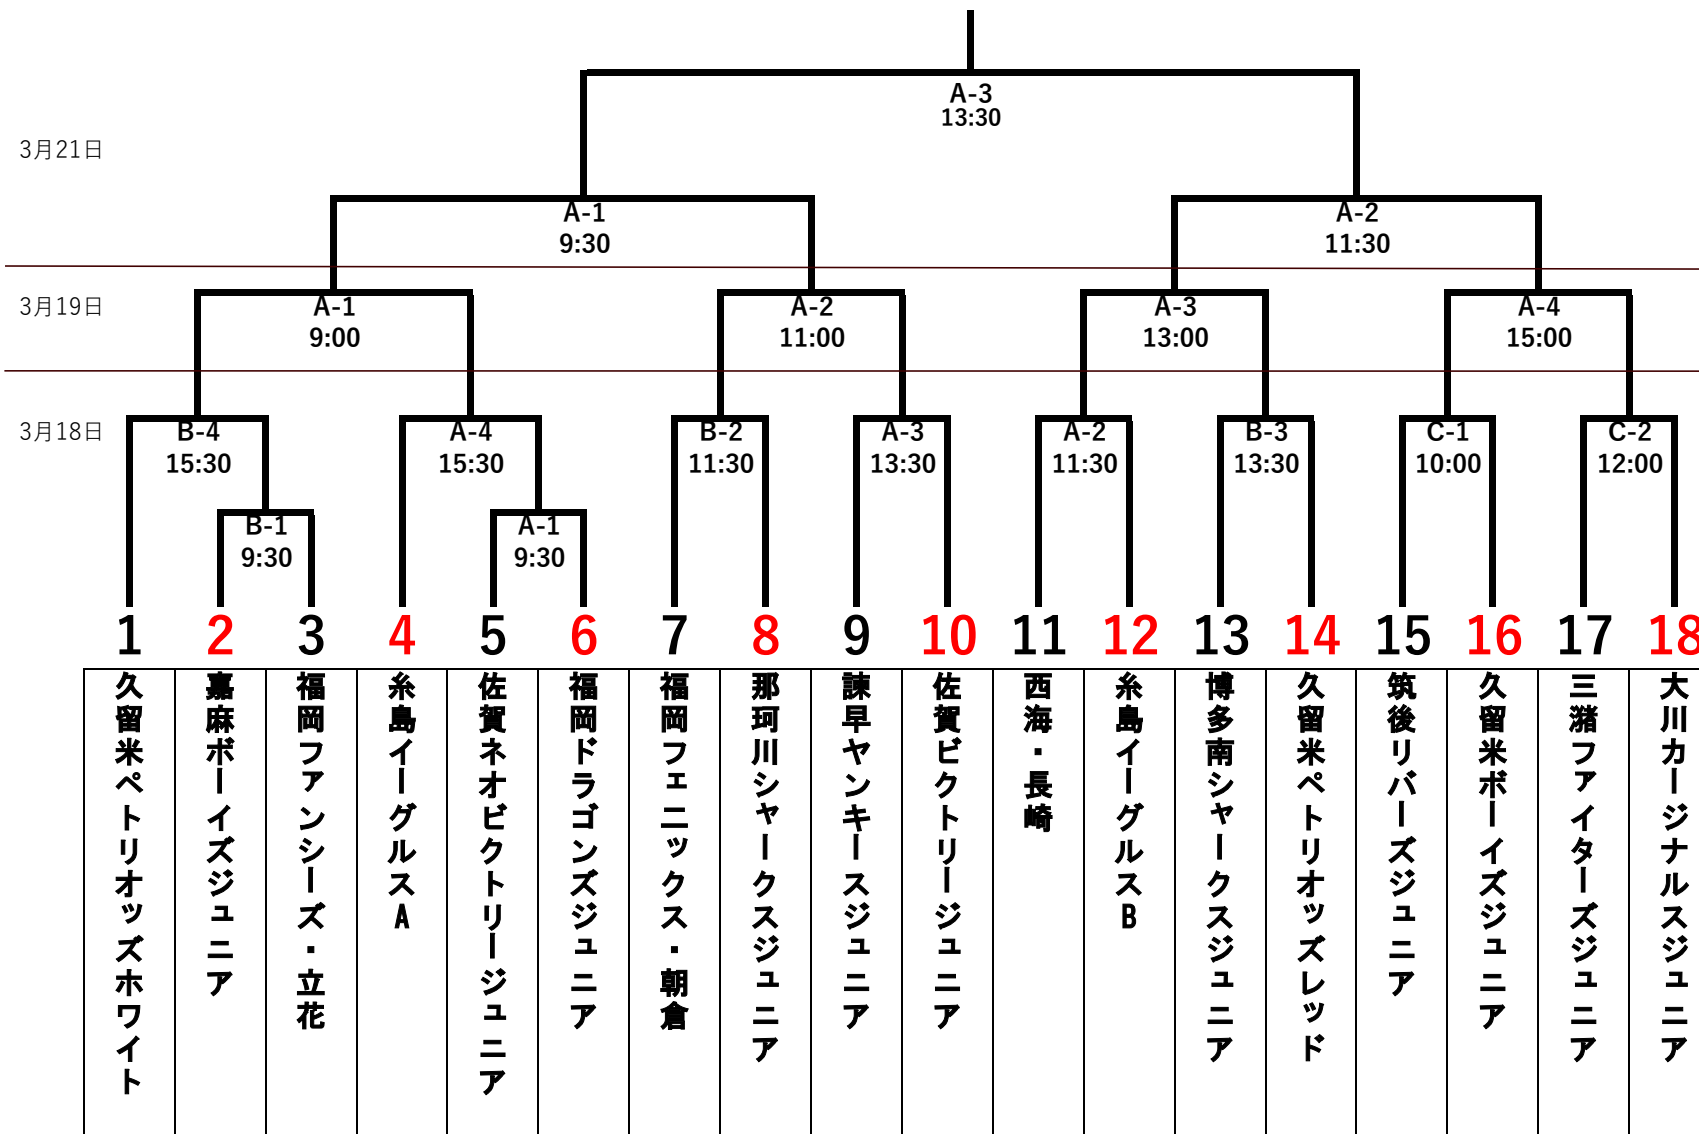 A-3
13:30
3月21日
A-1
9:30
A-2
11:30
3月19日
A-1
9:00
A-2
11:00
A-3
13:00
A-4
15:00
3月18日
B-4
15:30
A-4
15:30
B-2
11:30
A-3
13:30
A-2
11:30
B-3
13:30
C-1
10:00
C-2
12:00
B-1
9:30
A-1
9:30
1
2
3
4
5
6
7
8
9
10
11
12
13
14
15
16
17
18
久留米ペトリオッズホワイト
嘉麻ボーイズジュニア
福岡ファンシーズ・立花
糸島イーグルスA
佐賀ネオビクトリージュニア
福岡ドラゴンズジュニア
福岡フェニックス・朝倉
那珂川シャークスジュニア
諫早ヤンキースジュニア
佐賀ビクトリージュニア
西海・長崎
糸島イーグルスB
博多南シャークスジュニア
久留米ペトリオッズレッド
筑後リバーズジュニア
久留米ボーイズジュニア
三潴ファイターズジュニア
大川カージナルスジュニア